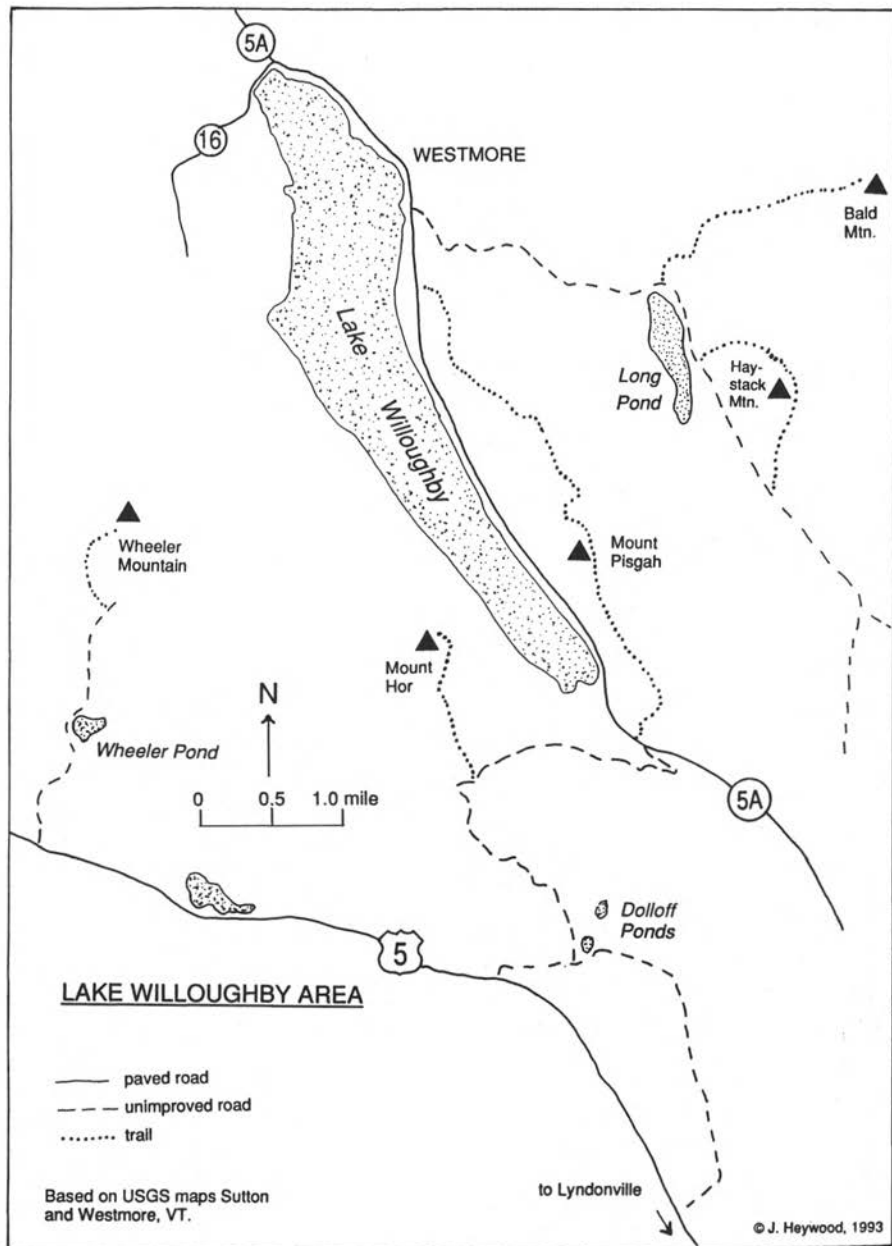 5A
16
WESTMORE
Bald
Mtn.
Lake
Willoughby
Long
Pond
Hay-
stack
Mtn.
Wheeler
Mountain
Mount
Pisgah
Mount
Hor
N
Wheeler Pond
0 0.5 1.0 mile
5A
Dolloff
Ponds
5
LAKE WILLOUGHBY AREA
paved road
unimproved road
trail
Based on USGS maps Sutton
and Westmore, VT.
to Lyndonville
© J. Heywood, 1993